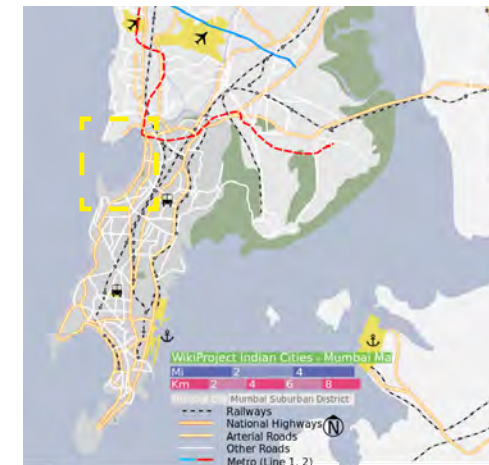 WikiProject Indian Cities - Mumbai Ma
Mi 2 4
Km 2 4 6 8
Mumbai Suburban District
Railways
National Highways
N
Arterial Roads
Other Roads
Metro (Line 1, 2)